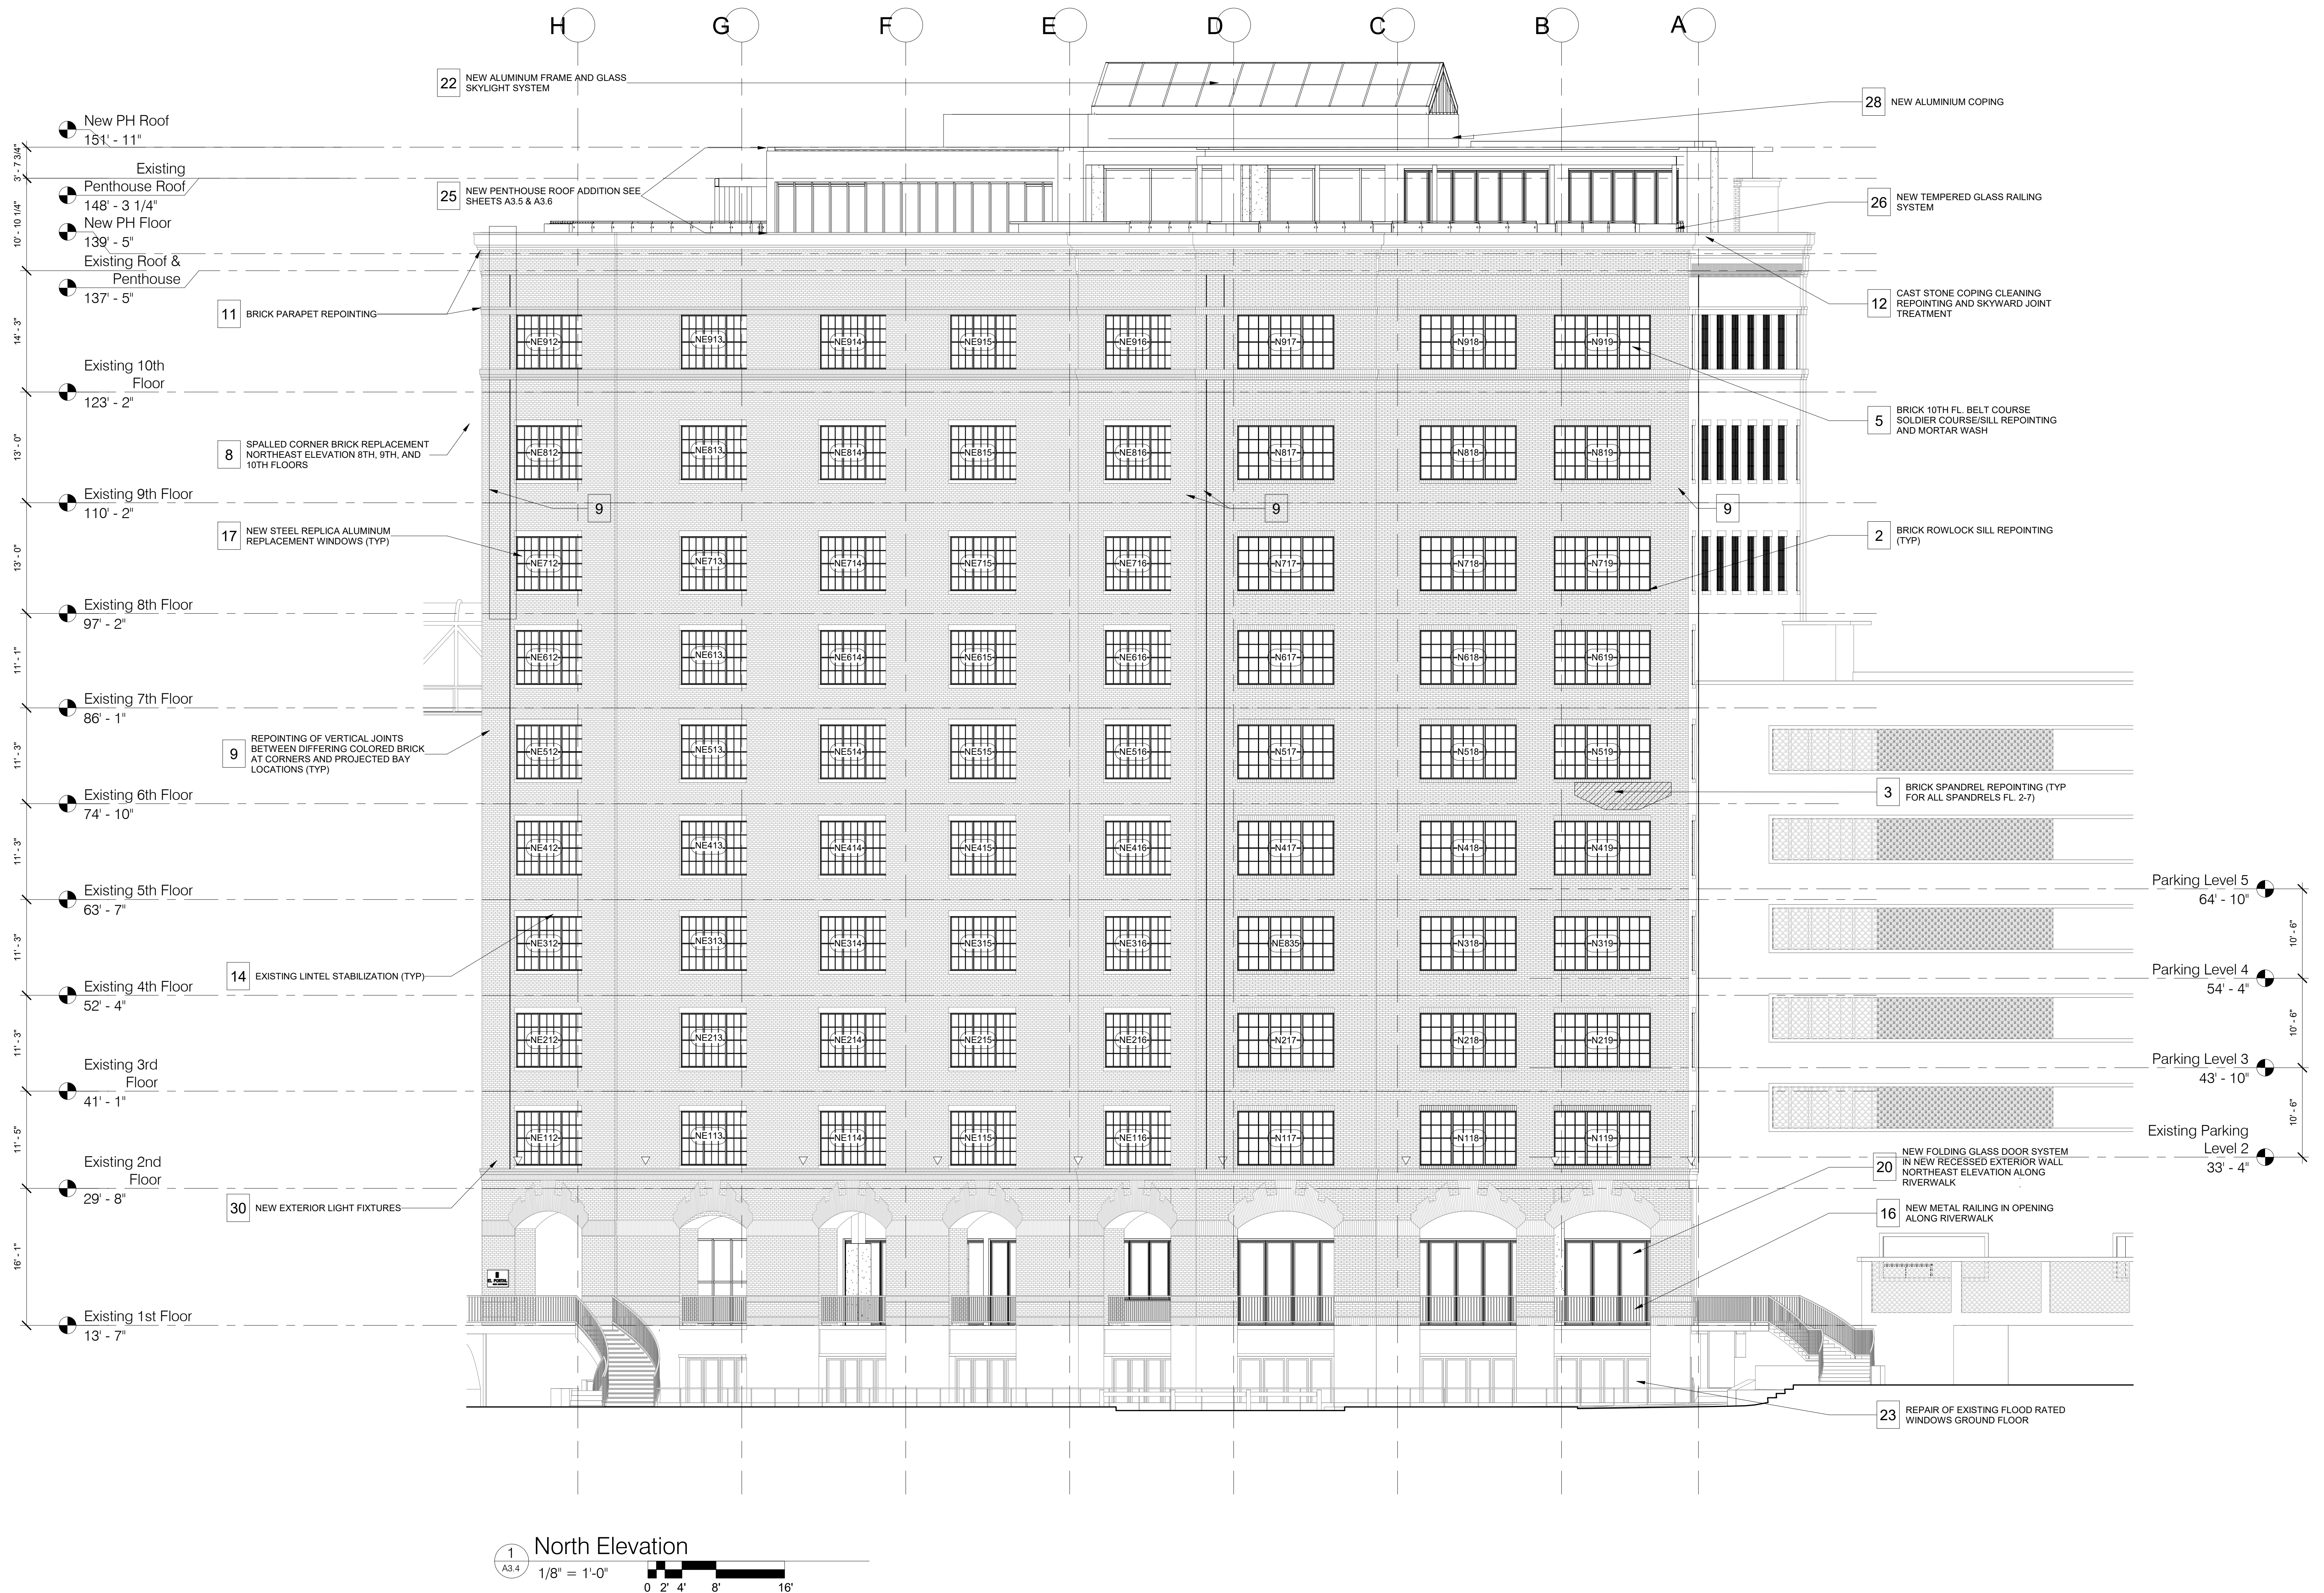 H G F E D C B A
22 NEW ALUMINUM FRAME AND GLASS
SKYLIGHT SYSTEM
28 NEW ALUMINIUM COPING
New PH Roof
151' - 11"
3' - 7 3/4"
Existing
Penthouse Roof
148' - 3 1/4"
25 NEW PENTHOUSE ROOF ADDITION SEE
SHEETS A3.5 & A3.6
26 NEW TEMPERED GLASS RAILING
SYSTEM
New PH Floor
139' - 5"
10' - 10 1/4"
Existing Roof &
Penthouse
137' - 5"
11 BRICK PARAPET REPOINTING
12 CAST STONE COPING CLEANING
REPOINTING AND SKYWARD JOINT
TREATMENT
14' - 3"
NE912 NE913 NE914 NE915 NE916 N917 N918 N919
Existing 10th
Floor
123' - 2"
5 BRICK 10TH FL. BELT COURSE
SOLDIER COURSE/SILL REPOINTING
AND MORTAR WASH
8 SPALLED CORNER BRICK REPLACEMENT
NORTHEAST ELEVATION 8TH, 9TH, AND
10TH FLOORS
13' - 0"
NE812 NE813 NE814 NE815 NE816 N817 N818 N819
Existing 9th Floor
110' - 2"
9 9 9
17 NEW STEEL REPLICA ALUMINUM
REPLACEMENT WINDOWS (TYP)
2 BRICK ROWLOCK SILL REPOINTING
(TYP)
13' - 0"
NE712 NE713 NE714 NE715 NE716 N717 N718 N719
Existing 8th Floor
97' - 2"
11' - 1"
NE612 NE613 NE614 NE615 NE616 N617 N618 N619
Existing 7th Floor
86' - 1"
9 REPOINTING OF VERTICAL JOINTS
BETWEEN DIFFERING COLORED BRICK
AT CORNERS AND PROJECTED BAY
LOCATIONS (TYP)
11' - 3"
NE512 NE513 NE514 NE515 NE516 N517 N518 N519
3 BRICK SPANDREL REPOINTING (TYP
FOR ALL SPANDRELS FL. 2-7)
Existing 6th Floor
74' - 10"
11' - 3"
NE412 NE413 NE414 NE415 NE416 N417 N418 N419
Existing 5th Floor
63' - 7"
Parking Level 5
64' - 10"
11' - 3"
NE312 NE313 NE314 NE315 NE316 NE835 N318 N319
10' - 6"
14 EXISTING LINTEL STABILIZATION (TYP)
Existing 4th Floor
52' - 4"
Parking Level 4
54' - 4"
11' - 3"
NE212 NE213 NE214 NE215 NE216 N217 N218 N219
10' - 6"
Existing 3rd
Floor
41' - 1"
Parking Level 3
43' - 10"
11' - 5"
NE112 NE113 NE114 NE115 NE116 N117 N118 N119
10' - 6"
Existing Parking
Level 2
33' - 4"
Existing 2nd
Floor
29' - 8"
20 NEW FOLDING GLASS DOOR SYSTEM
IN NEW RECESSED EXTERIOR WALL
NORTHEAST ELEVATION ALONG
RIVERWALK
30 NEW EXTERIOR LIGHT FIXTURES
16 NEW METAL RAILING IN OPENING
ALONG RIVERWALK
16' - 1"
EL PORTAL
Existing 1st Floor
13' - 7"
23 REPAIR OF EXISTING FLOOD RATED
WINDOWS GROUND FLOOR
1
A3.4
North Elevation
1/8" = 1'-0"
0 2' 4' 8' 16'